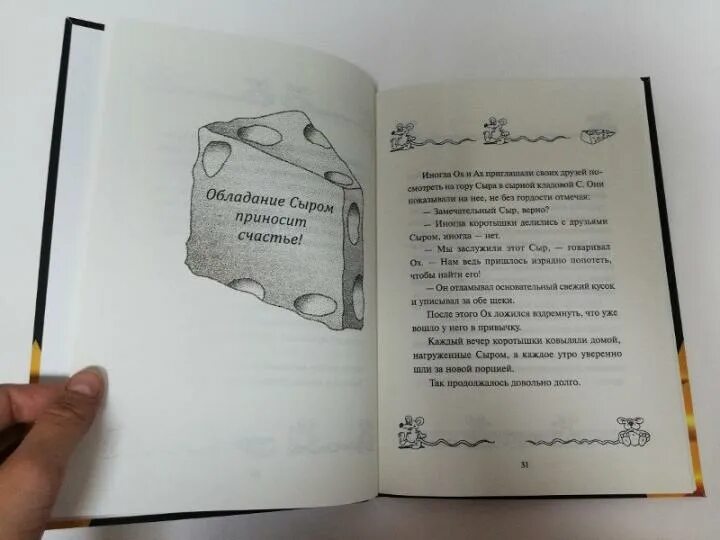 Обладание Сыром
приносит
счастье!
Иногда Ох и Ах приглашали своих друзей по-
смотреть на гору Сыра в сырной кладовой С. Они
показывали на нее, не без гордости отмечая:
— Замечательный Сыр, верно?
— Иногда коротышки делились с друзьями
Сыром, иногда — нет.
— Мы заслужили этот Сыр, — говаривал
Ох. — Нам ведь пришлось изрядно попотеть,
чтобы найти его!
— Он отламывал основательный свежий кусок
и уписывал за обе щеки.
После этого Ох ложился вздремнуть, что уже
вошло у него в привычку.
Каждый вечер коротышки ковыляли домой,
нагруженные Сыром, а каждое утро уверенно
шли за новой порцией.
Так продолжалось довольно долго.
31